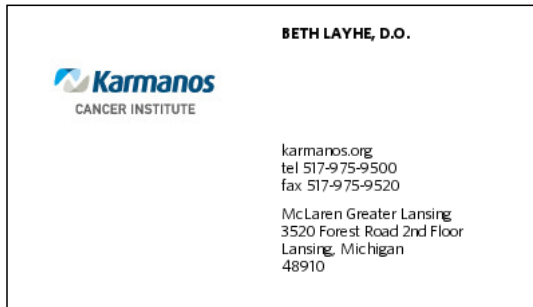 BETH LAYHE, D.O.
Karmanos
CANCER INSTITUTE
karmanos.org
tel 517-975-9500
fax 517-975-9520
McLaren Greater Lansing
3520 Forest Road 2nd Floor
Lansing, Michigan
48910